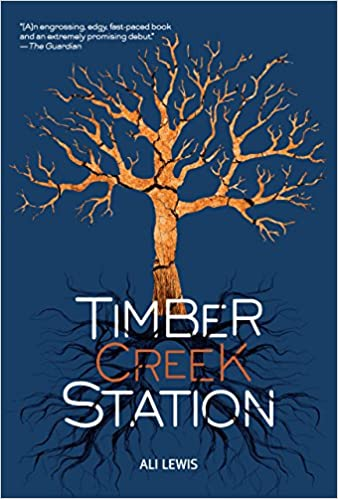 "[A]n engrossing, edgy, fast-paced book
and an extremely promising debut."
—The Guardian
TIMBER
CREEK
STATION
ALI LEWIS